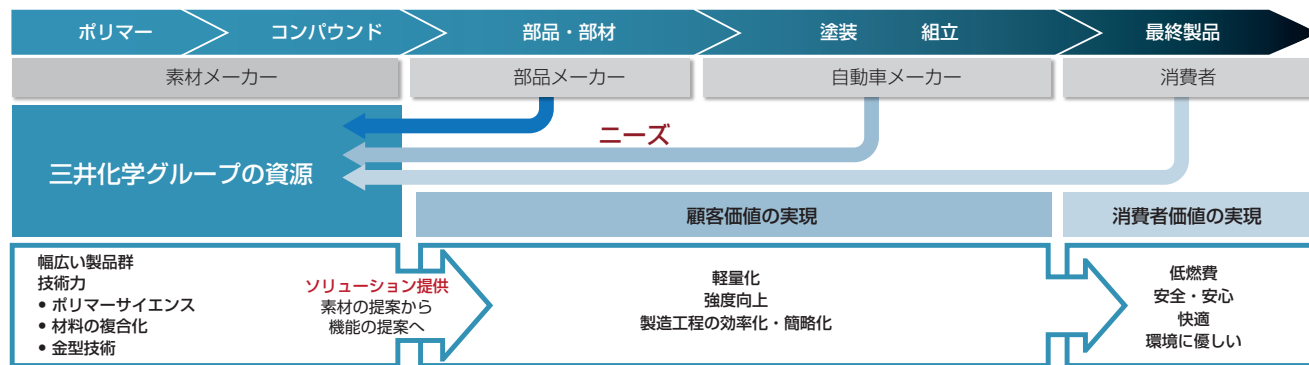 ポリマー
コンパウンド
部品・部材
塗装
組立
最終製品
素材メーカー
部品メーカー
自動車メーカー
消費者
ニーズ
三井化学グループの資源
顧客価値の実現
消費者価値の実現
幅広い製品群
技術力
• ポリマーサイエンス
• 材料の複合化
• 金型技術
ソリューション提供
素材の提案から
機能の提案へ
軽量化
強度向上
製造工程の効率化・簡略化
低燃費
安全・安心
快適
環境に優しい